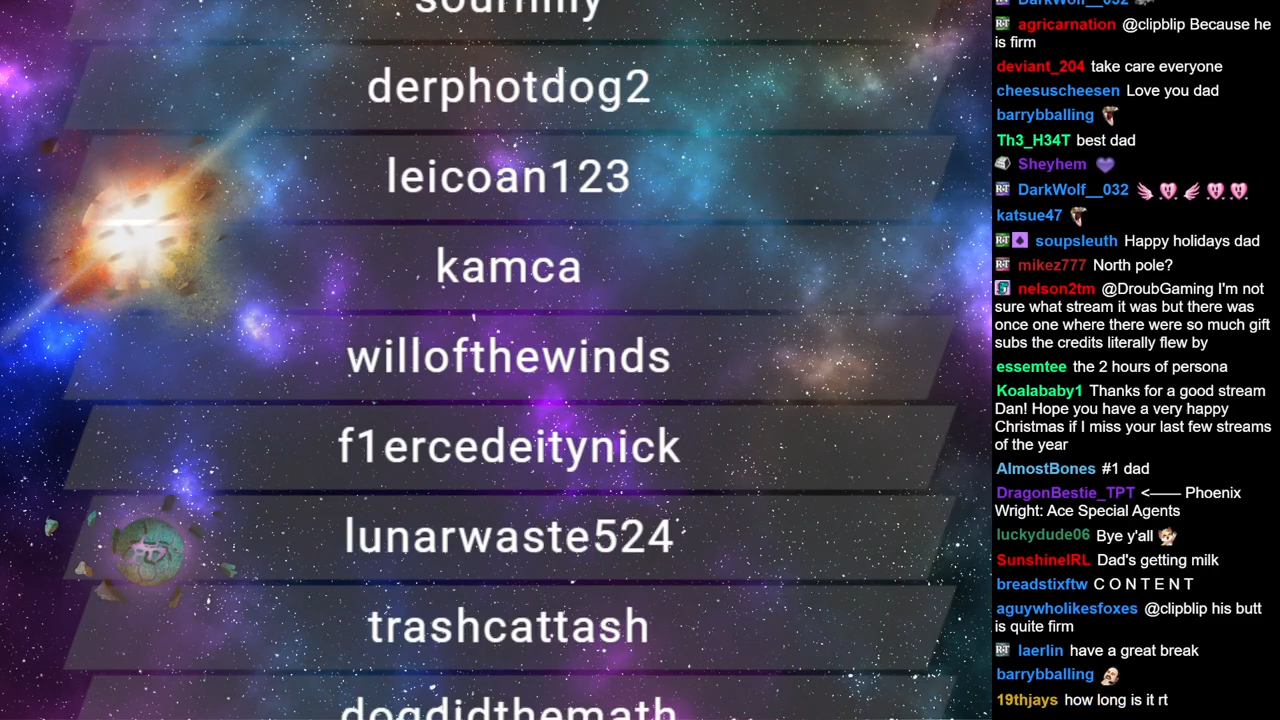 derphotdog2
leicoan123
kamca
willofthewinds
f1ercedeitynick
lunarwaste524
trashcattash
dogdidthemath
DarkWolf__032
agricarnation @clipblip Because he
is firm
deviant_204 take care everyone
cheesuscheesen Love you dad
barrybballing
Th3_H34T best dad
Sheyhem
DarkWolf__032
katsue47
soupsleuth Happy holidays dad
mikez777 North pole?
nelson2tm @DroubGaming I'm not
sure what stream it was but there was
once one where there were so much gift
subs the credits literally flew by
essemtee the 2 hours of persona
Koalababy1 Thanks for a good stream
Dan! Hope you have a very happy
Christmas if I miss your last few streams
of the year
AlmostBones #1 dad
DragonBestie_TPT <—— Phoenix
Wright: Ace Special Agents
luckydude06 Bye y'all
SunshineIRL Dad's getting milk
breadstixftw C O N T E N T
aguywholikesfoxes @clipblip his butt
is quite firm
laerlin have a great break
barrybballing
19thjays how long is it rt